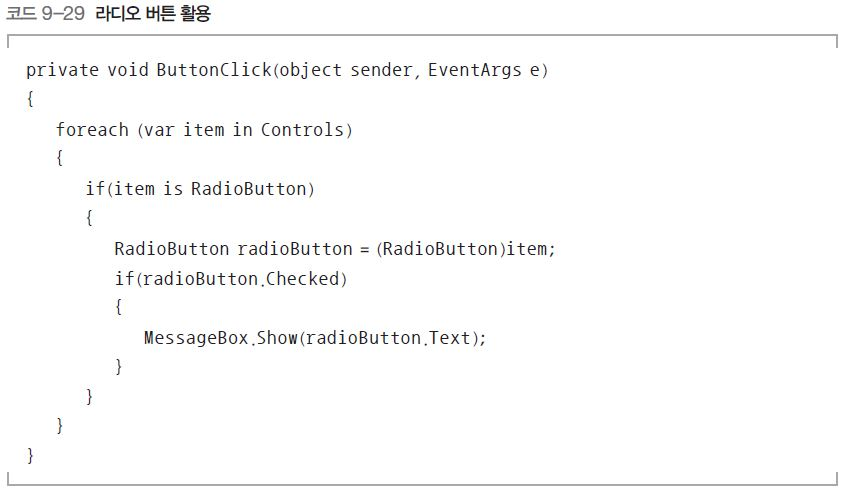 코드 9-29 라디오 버튼 활용
private void ButtonClick(object sender, EventArgs e)
{
foreach (var item in Controls)
{
if(item is RadioButton)
{
RadioButton radioButton = (RadioButton)item;
if(radioButton.Checked)
{
MessageBox.Show(radioButton.Text);
}
}
}
}